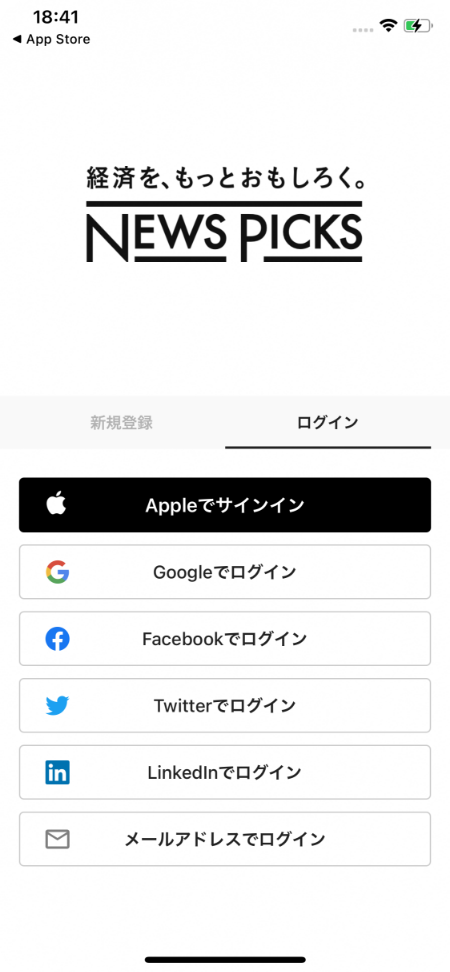 18:41
◀ App Store
経済を、もっとおもしろく。
NEWS PICKS
新規登録
ログイン
Appleでサインイン
Googleでログイン
Facebookでログイン
Twitterでログイン
LinkedInでログイン
メールアドレスでログイン